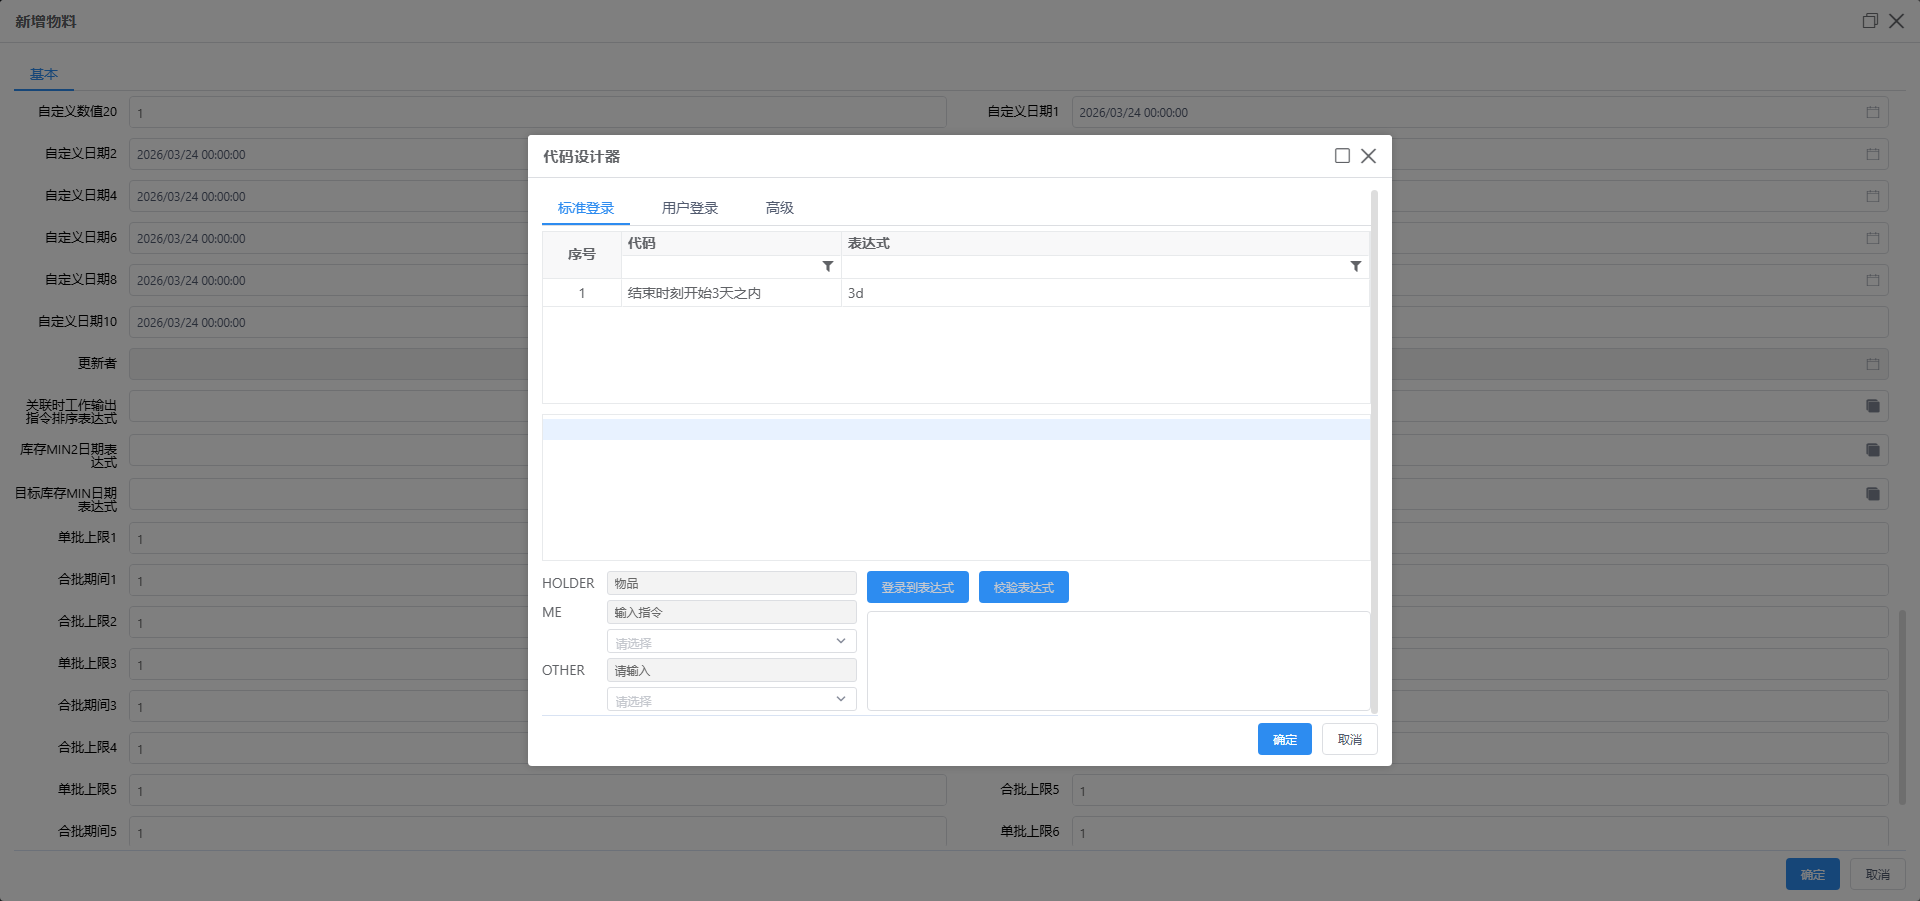 新增物料
基本
自定义数值20
1
自定义日期1
2026/03/24 00:00:00
自定义日期2
2026/03/24 00:00:00
自定义日期4
2026/03/24 00:00:00
自定义日期6
2026/03/24 00:00:00
自定义日期8
2026/03/24 00:00:00
自定义日期10
2026/03/24 00:00:00
更新者
关联时工作输出
指令排序表达式
库存MIN2日期表
达式
目标库存MIN日期
表达式
单批上限1
1
合批期间1
1
合批上限2
1
单批上限3
1
合批期间3
1
合批上限4
1
单批上限5
1
合批上限5
1
合批期间5
1
单批上限6
1
确定
取消
代码设计器
标准登录
用户登录
高级
序号
代码
表达式
1
结束时刻开始3天之内
3d
HOLDER
物品
登录到表达式
校验表达式
ME
输入指令
请选择
OTHER
请输入
请选择
确定
取消